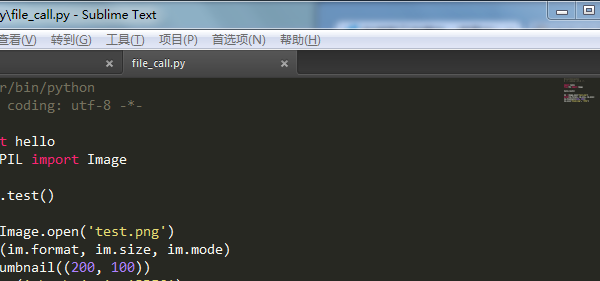 y\file_call.py - Sublime Text
查看(V) 转到(G) 工具(T) 项目(P) 首选项(N) 帮助(H)
× file_call.py ×
r/bin/python
coding: utf-8 -*-
t hello
PIL import Image
.test()
Image.open('test.png')
(im.format, im.size, im.mode)
umbnail((200, 100))